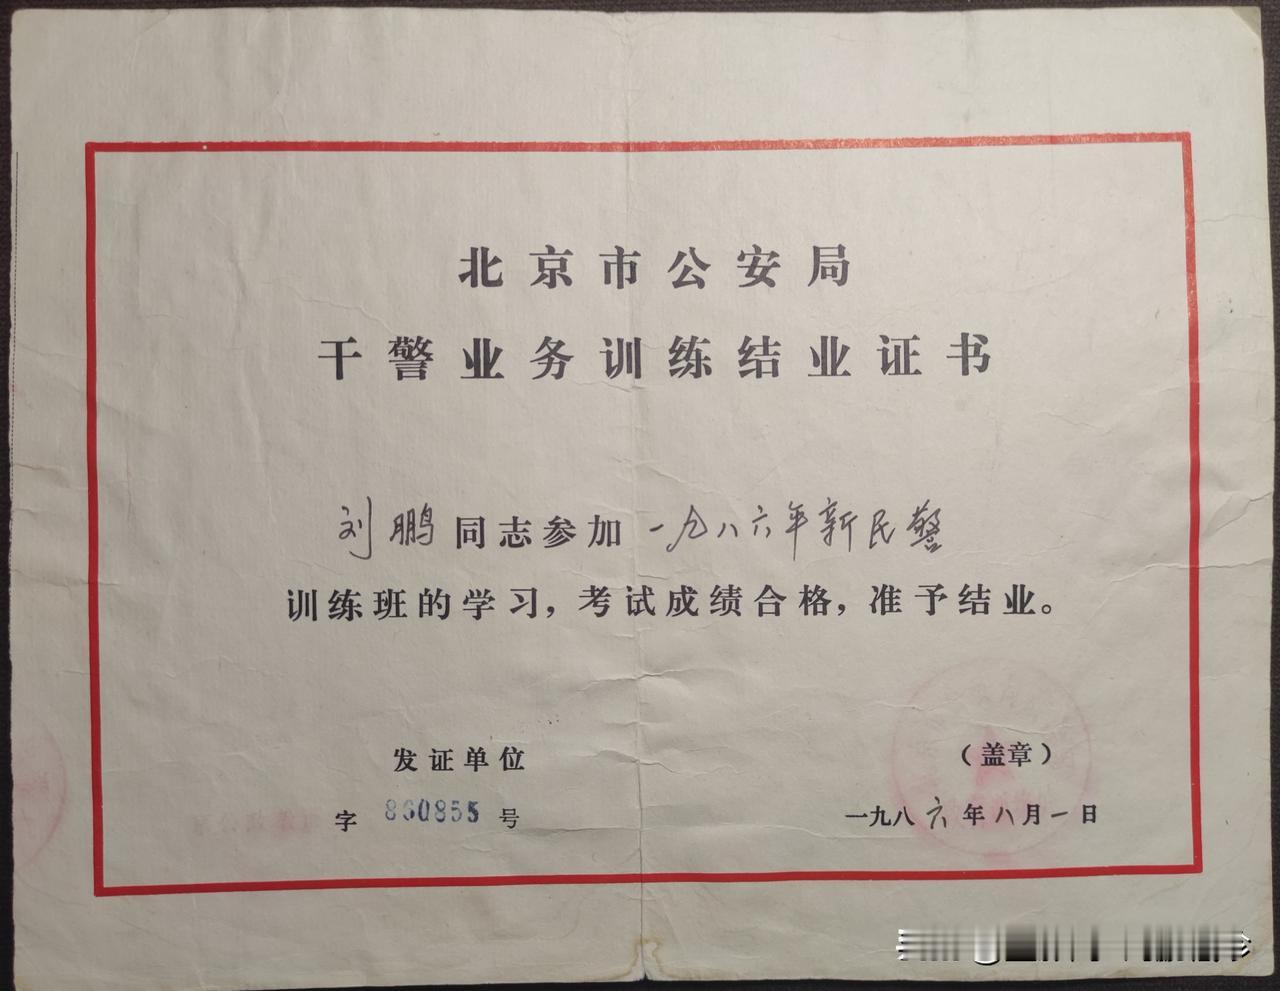 北京市公安局
干警业务训练结业证书
刘鹏同志参加一九八六年新民警
训练班的学习，考试成绩合格，准予结业。
发证单位
（盖章）
字 860855 号
一九八六年八月一日